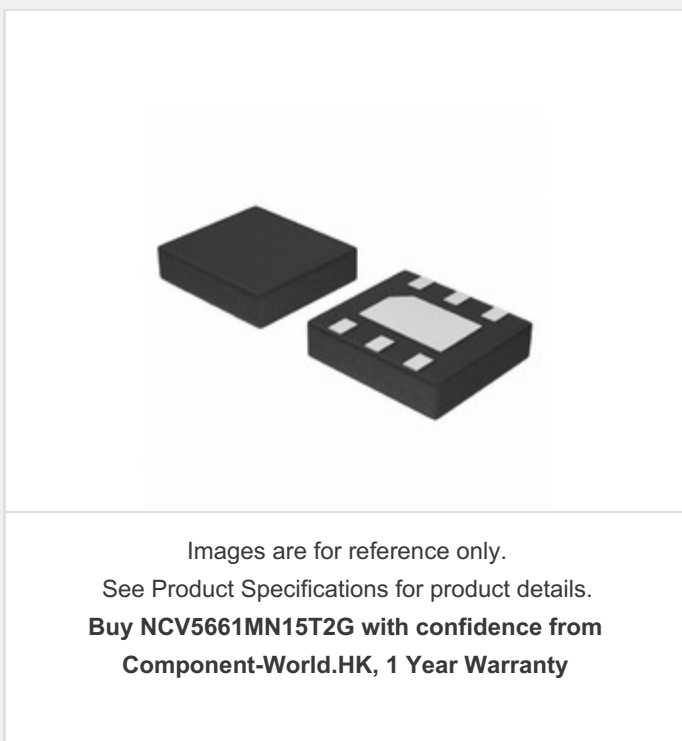 Images are for reference only.
See Product Specifications for product details.
Buy NCV5661MN15T2G with confidence from
Component-World.HK, 1 Year Warranty